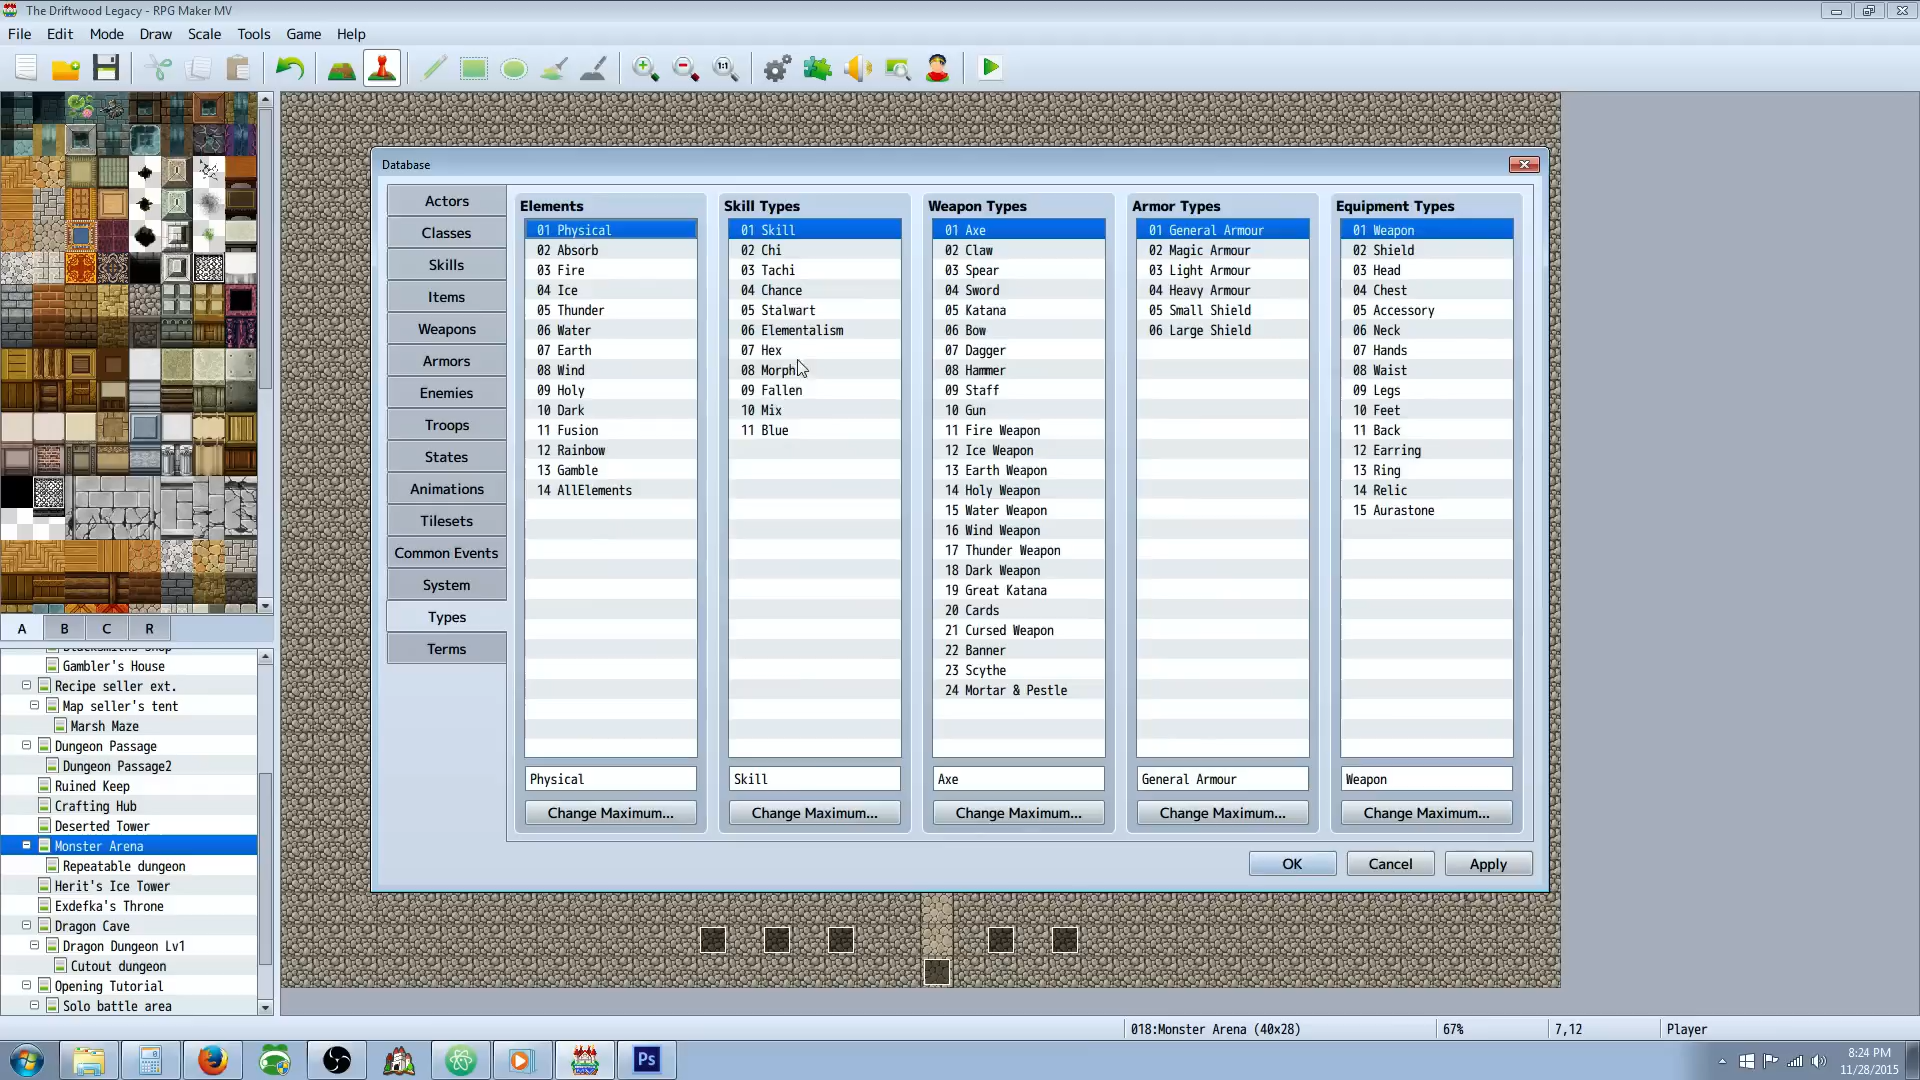 The Driftwood Legacy - RPG Maker MV
File Edit Mode Draw Scale Tools Game Help
1:1
Database
Actors
Classes
Skills
Items
Weapons
Armors
Enemies
Troops
States
Animations
Tilesets
Common Events
System
Types
Terms
Elements
01 Physical
02 Absorb
03 Fire
04 Ice
05 Thunder
06 Water
07 Earth
08 Wind
09 Holy
10 Dark
11 Fusion
12 Rainbow
13 Gamble
14 AllElements
Physical
Change Maximum...
Skill Types
01 Skill
02 Chi
03 Tachi
04 Chance
05 Stalwart
06 Elementalism
07 Hex
08 Morph
09 Fallen
10 Mix
11 Blue
Skill
Change Maximum...
Weapon Types
01 Axe
02 Claw
03 Spear
04 Sword
05 Katana
06 Bow
07 Dagger
08 Hammer
09 Staff
10 Gun
11 Fire Weapon
12 Ice Weapon
13 Earth Weapon
14 Holy Weapon
15 Water Weapon
16 Wind Weapon
17 Thunder Weapon
18 Dark Weapon
19 Great Katana
20 Cards
21 Cursed Weapon
22 Banner
23 Scythe
24 Mortar & Pestle
Axe
Change Maximum...
Armor Types
01 General Armour
02 Magic Armour
03 Light Armour
04 Heavy Armour
05 Small Shield
06 Large Shield
General Armour
Change Maximum...
Equipment Types
01 Weapon
02 Shield
03 Head
04 Chest
05 Accessory
06 Neck
07 Hands
08 Waist
09 Legs
10 Feet
11 Back
12 Earring
13 Ring
14 Relic
15 Aurastone
Weapon
Change Maximum...
OK Cancel Apply
A B C R
Gambler's House
Recipe seller ext.
Map seller's tent
Marsh Maze
Dungeon Passage
Dungeon Passage2
Ruined Keep
Crafting Hub
Deserted Tower
Monster Arena
Repeatable dungeon
Herit's Ice Tower
Exdefka's Throne
Dragon Cave
Dragon Dungeon Lv1
Cutout dungeon
Opening Tutorial
Solo battle area
018:Monster Arena (40x28) 67% 7,12 Player
Ps
8:24 PM
11/28/2015